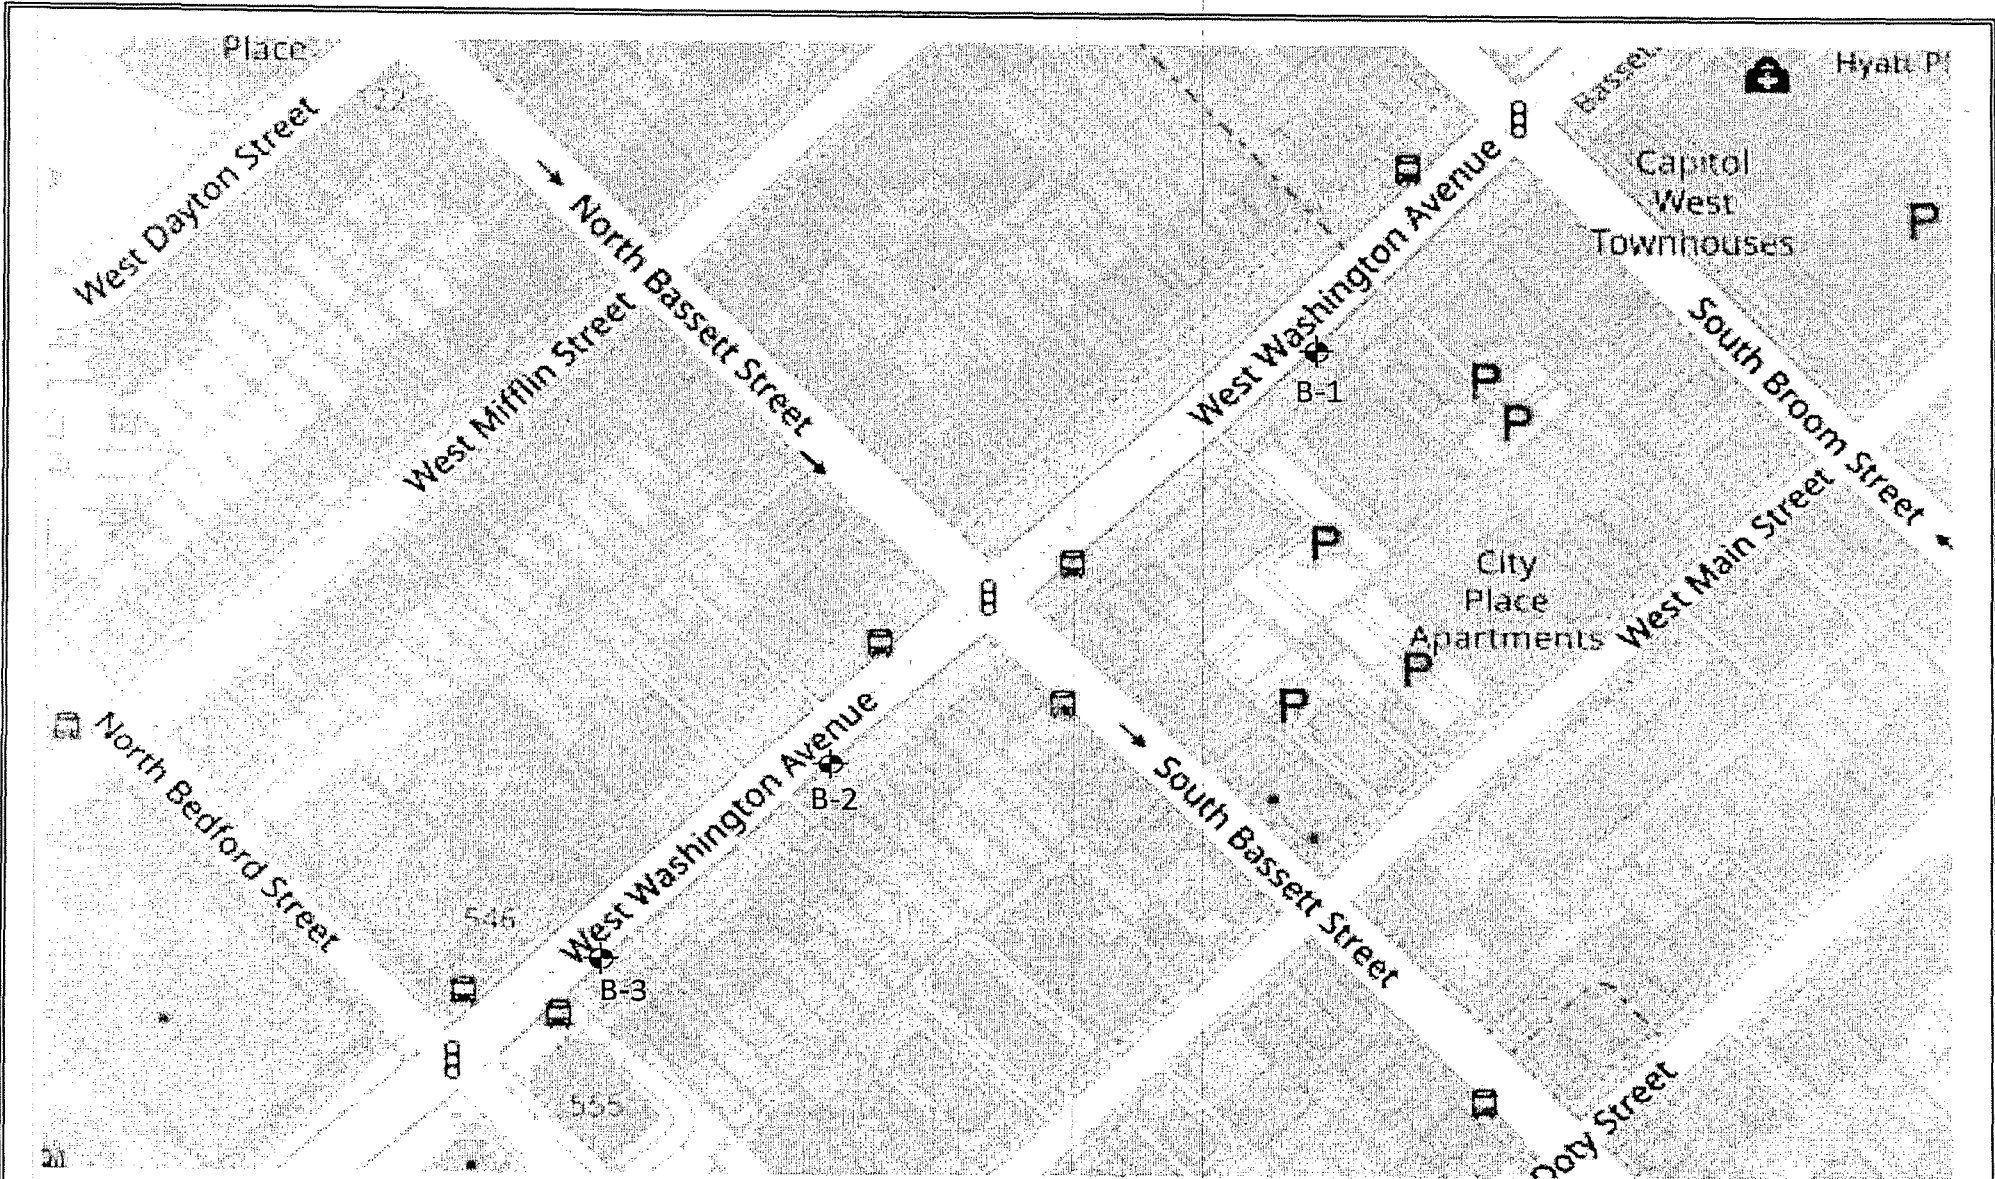 Place
22
West Dayton Street
North Bassett Street
West Mifflin Street
West Washington Avenue
Capitol
West
Townhouses
P
South Broom Street
B-1
P
P
P
City
Place
Apartments
West Main Street
P
P
North Bedford Street
West Washington Avenue
B-2
South Bassett Street
546
B-3
555
Doty Street